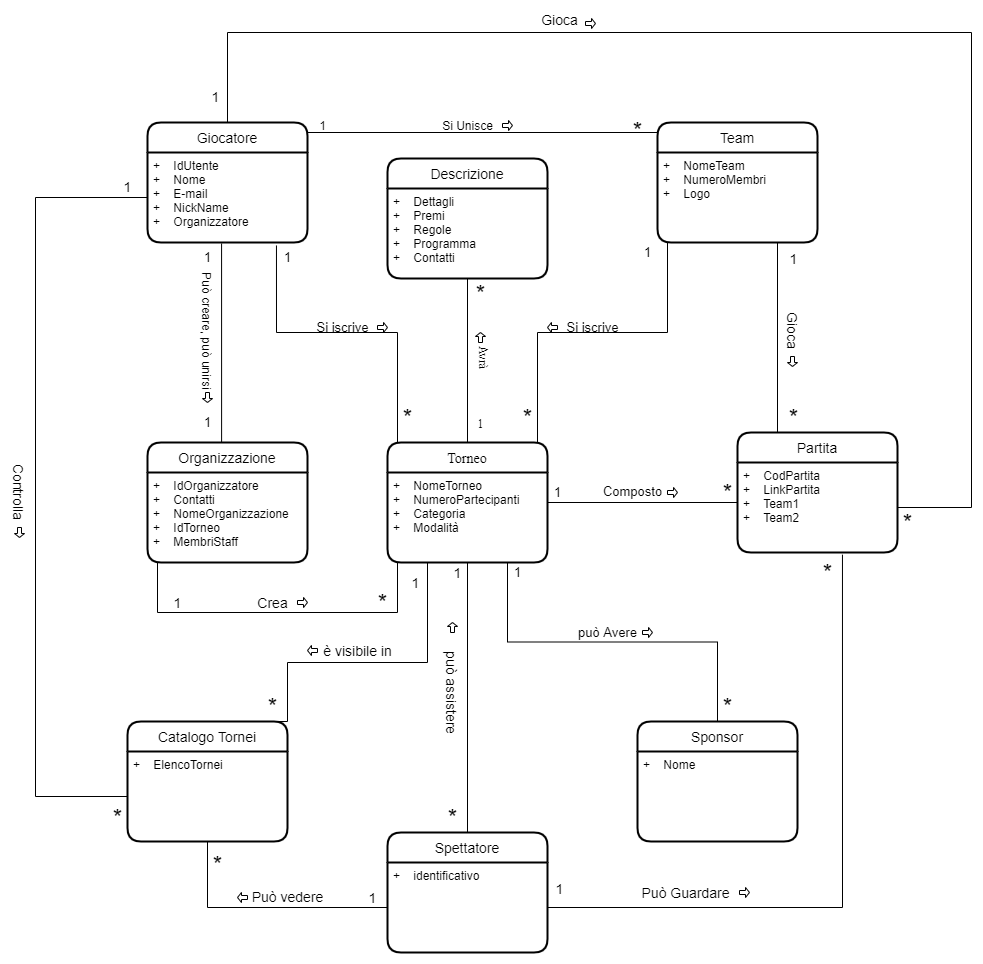 Gioca
1
1
Si Unisce
*
Giocatore
+ IdUtente
+ Nome
+ E-mail
+ NickName
+ Organizzatore
Descrizione
+ Dettagli
+ Premi
+ Regole
+ Programma
+ Contatti
Team
+ NomeTeam
+ NumeroMembri
+ Logo
1
1
Può creare, può unirsi
1
1
Si iscrive
*
*
Avrà
1
1
Si iscrive
*
1
Gioca
*
Controlla
Organizzazione
+ IdOrganizzatore
+ Contatti
+ NomeOrganizzazione
+ IdTorneo
+ MembriStaff
Torneo
+ NomeTorneo
+ NumeroPartecipanti
+ Categoria
+ Modalità
1
Composto
*
Partita
+ CodPartita
+ LinkPartita
+ Team1
+ Team2
*
*
1
Crea
*
1
è visibile in
*
1
può assistere
*
1
può Avere
*
Catalogo Tornei
+ ElencoTornei
*
Sponsor
+ Nome
Spettatore
+ identificativo
*
Può vedere
1
1
Può Guardare